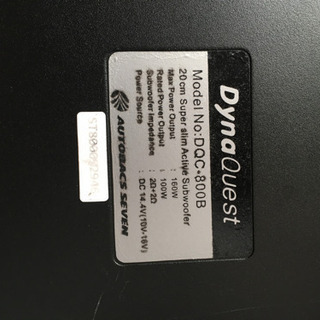 DynaQuest
Model No:DQC-800B
20cm Super slim Active Subwoofer
Max Power Output : 160W
Rated Power Output : 100W
Subwoofer Impedance : 2Ω+2Ω
Power Source : DC 14.4V(10V-16V)
AUTOBACS SEVEN